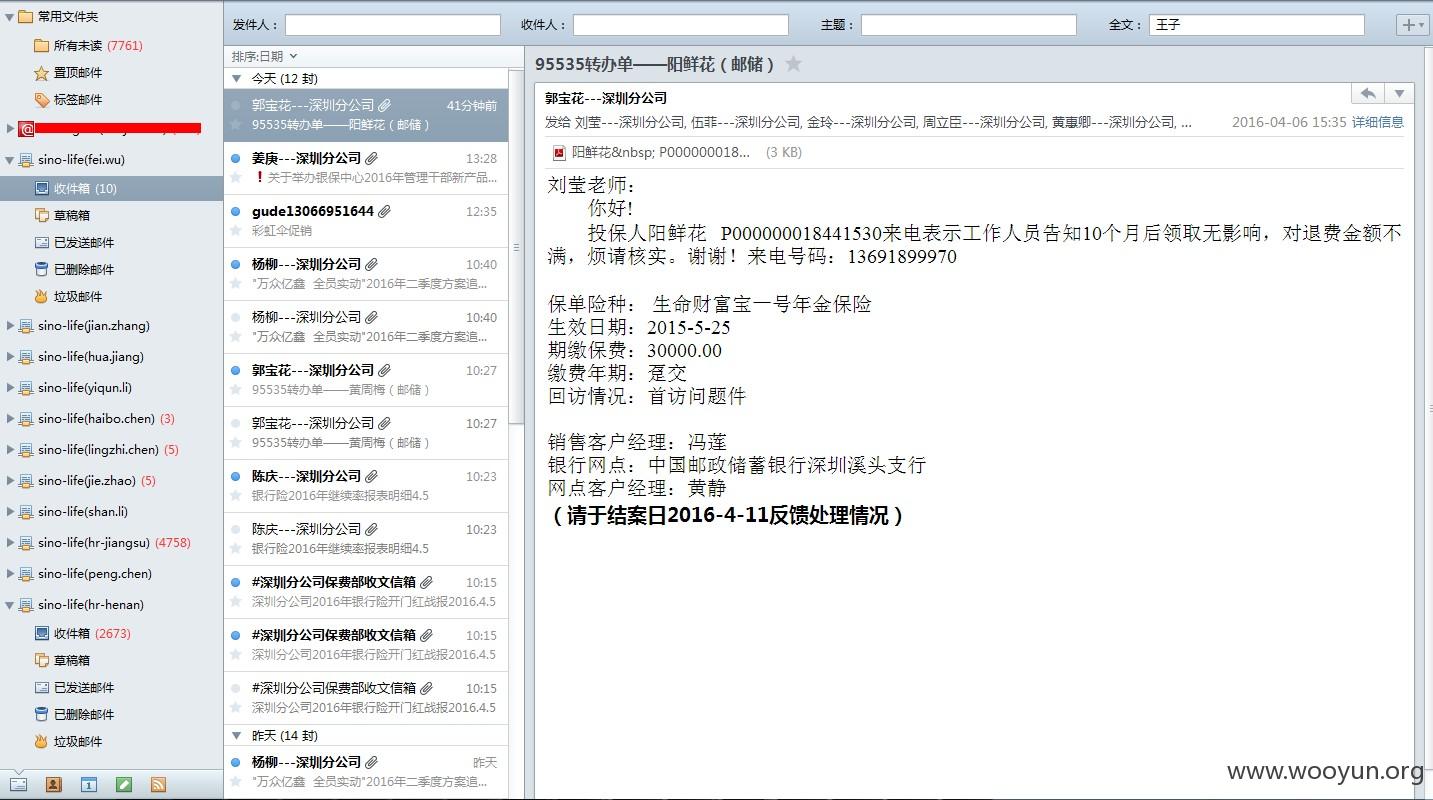 常用文件夹
所有未读 (7761)
置顶邮件
标签邮件
sino-life(fei.wu)
收件箱 (10)
草稿箱
已发送邮件
已删除邮件
垃圾邮件
sino-life(jian.zhang)
sino-life(hua.jiang)
sino-life(yiqun.li)
sino-life(haibo.chen) (3)
sino-life(lingzhi.chen) (5)
sino-life(jie.zhao) (5)
sino-life(shan.li)
sino-life(hr-jiangsu) (4758)
sino-life(peng.chen)
sino-life(hr-henan)
收件箱 (2673)
草稿箱
已发送邮件
已删除邮件
垃圾邮件
发件人： 收件人： 主题： 全文： 王子
排序:日期
今天 (12 封)
郭宝花---深圳分公司 41分钟前
95535转办单——阳鲜花（邮储）
姜庚---深圳分公司 13:28
！关于举办银保中心2016年管理干部新产品...
gude13066951644 12:35
彩虹伞促销
杨柳---深圳分公司 10:40
"万众亿鑫 全员实动"2016年二季度方案追...
杨柳---深圳分公司 10:40
"万众亿鑫 全员实动"2016年二季度方案追...
郭宝花---深圳分公司 10:27
95535转办单——黄周梅（邮储）
郭宝花---深圳分公司 10:27
95535转办单——黄周梅（邮储）
陈庆---深圳分公司 10:23
银行险2016年继续率报表明细4.5
陈庆---深圳分公司 10:23
银行险2016年继续率报表明细4.5
#深圳分公司保费部收文信箱 10:15
深圳分公司2016年银行险开门红战报2016.4.5
#深圳分公司保费部收文信箱 10:15
深圳分公司2016年银行险开门红战报2016.4.5
#深圳分公司保费部收文信箱 10:15
深圳分公司2016年银行险开门红战报2016.4.5
昨天 (14 封)
杨柳---深圳分公司 昨天
"万众亿鑫 全员实动"2016年二季度方案追...
95535转办单——阳鲜花（邮储）
郭宝花---深圳分公司
发给 刘莹---深圳分公司, 伍菲---深圳分公司, 金玲---深圳分公司, 周立臣---深圳分公司, 黄惠卿---深圳分公司, ... 2016-04-06 15:35 详细信息
阳鲜花&nbsp; P000000018... (3 KB)
刘莹老师：
你好!
投保人阳鲜花 P000000018441530来电表示工作人员告知10个月后领取无影响，对退费金额不
满，烦请核实。谢谢！来电号码：13691899970
保单险种： 生命财富宝一号年金保险
生效日期：2015-5-25
期缴保费：30000.00
缴费年期：趸交
回访情况：首访问题件
销售客户经理：冯莲
银行网点：中国邮政储蓄银行深圳溪头支行
网点客户经理：黄静
（请于结案日2016-4-11反馈处理情况）
www.wooyun.org